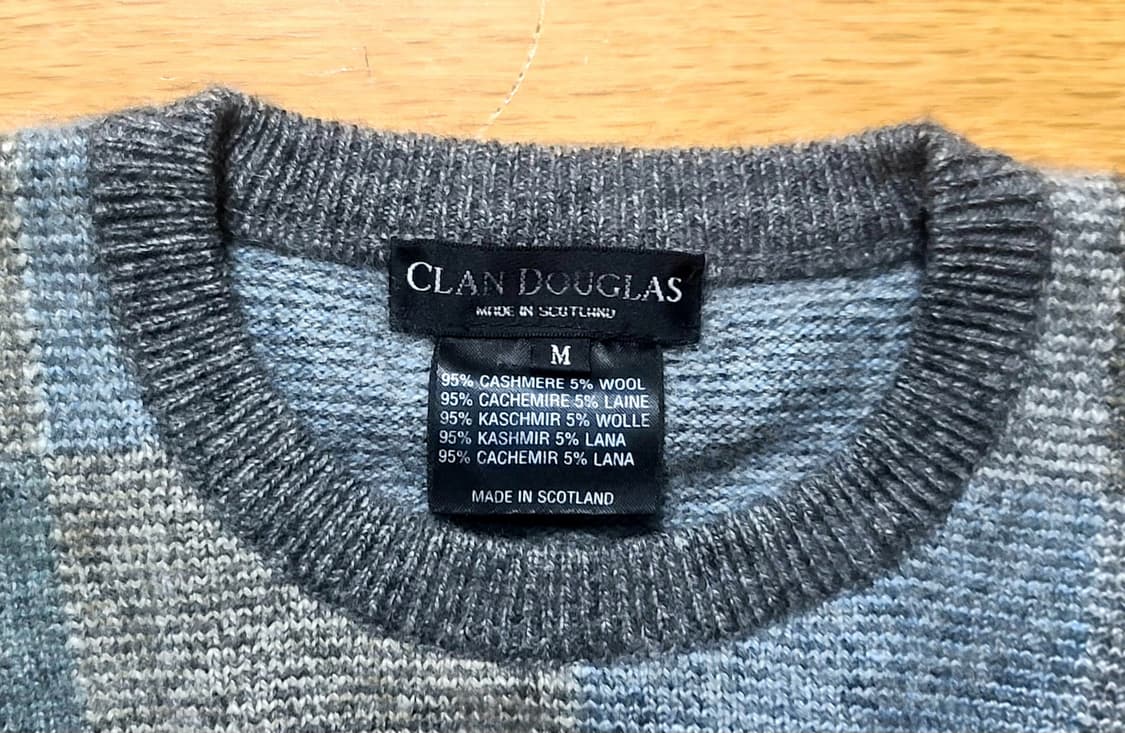 CLAN DOUGLAS
MADE IN SCOTLAND
M
95% CASHMERE 5% WOOL
95% CACHEMIRE 5% LAINE
95% KASCHMIR 5% WOLLE
95% KASHMIR 5% LANA
95% CACHEMIR 5% LANA
MADE IN SCOTLAND